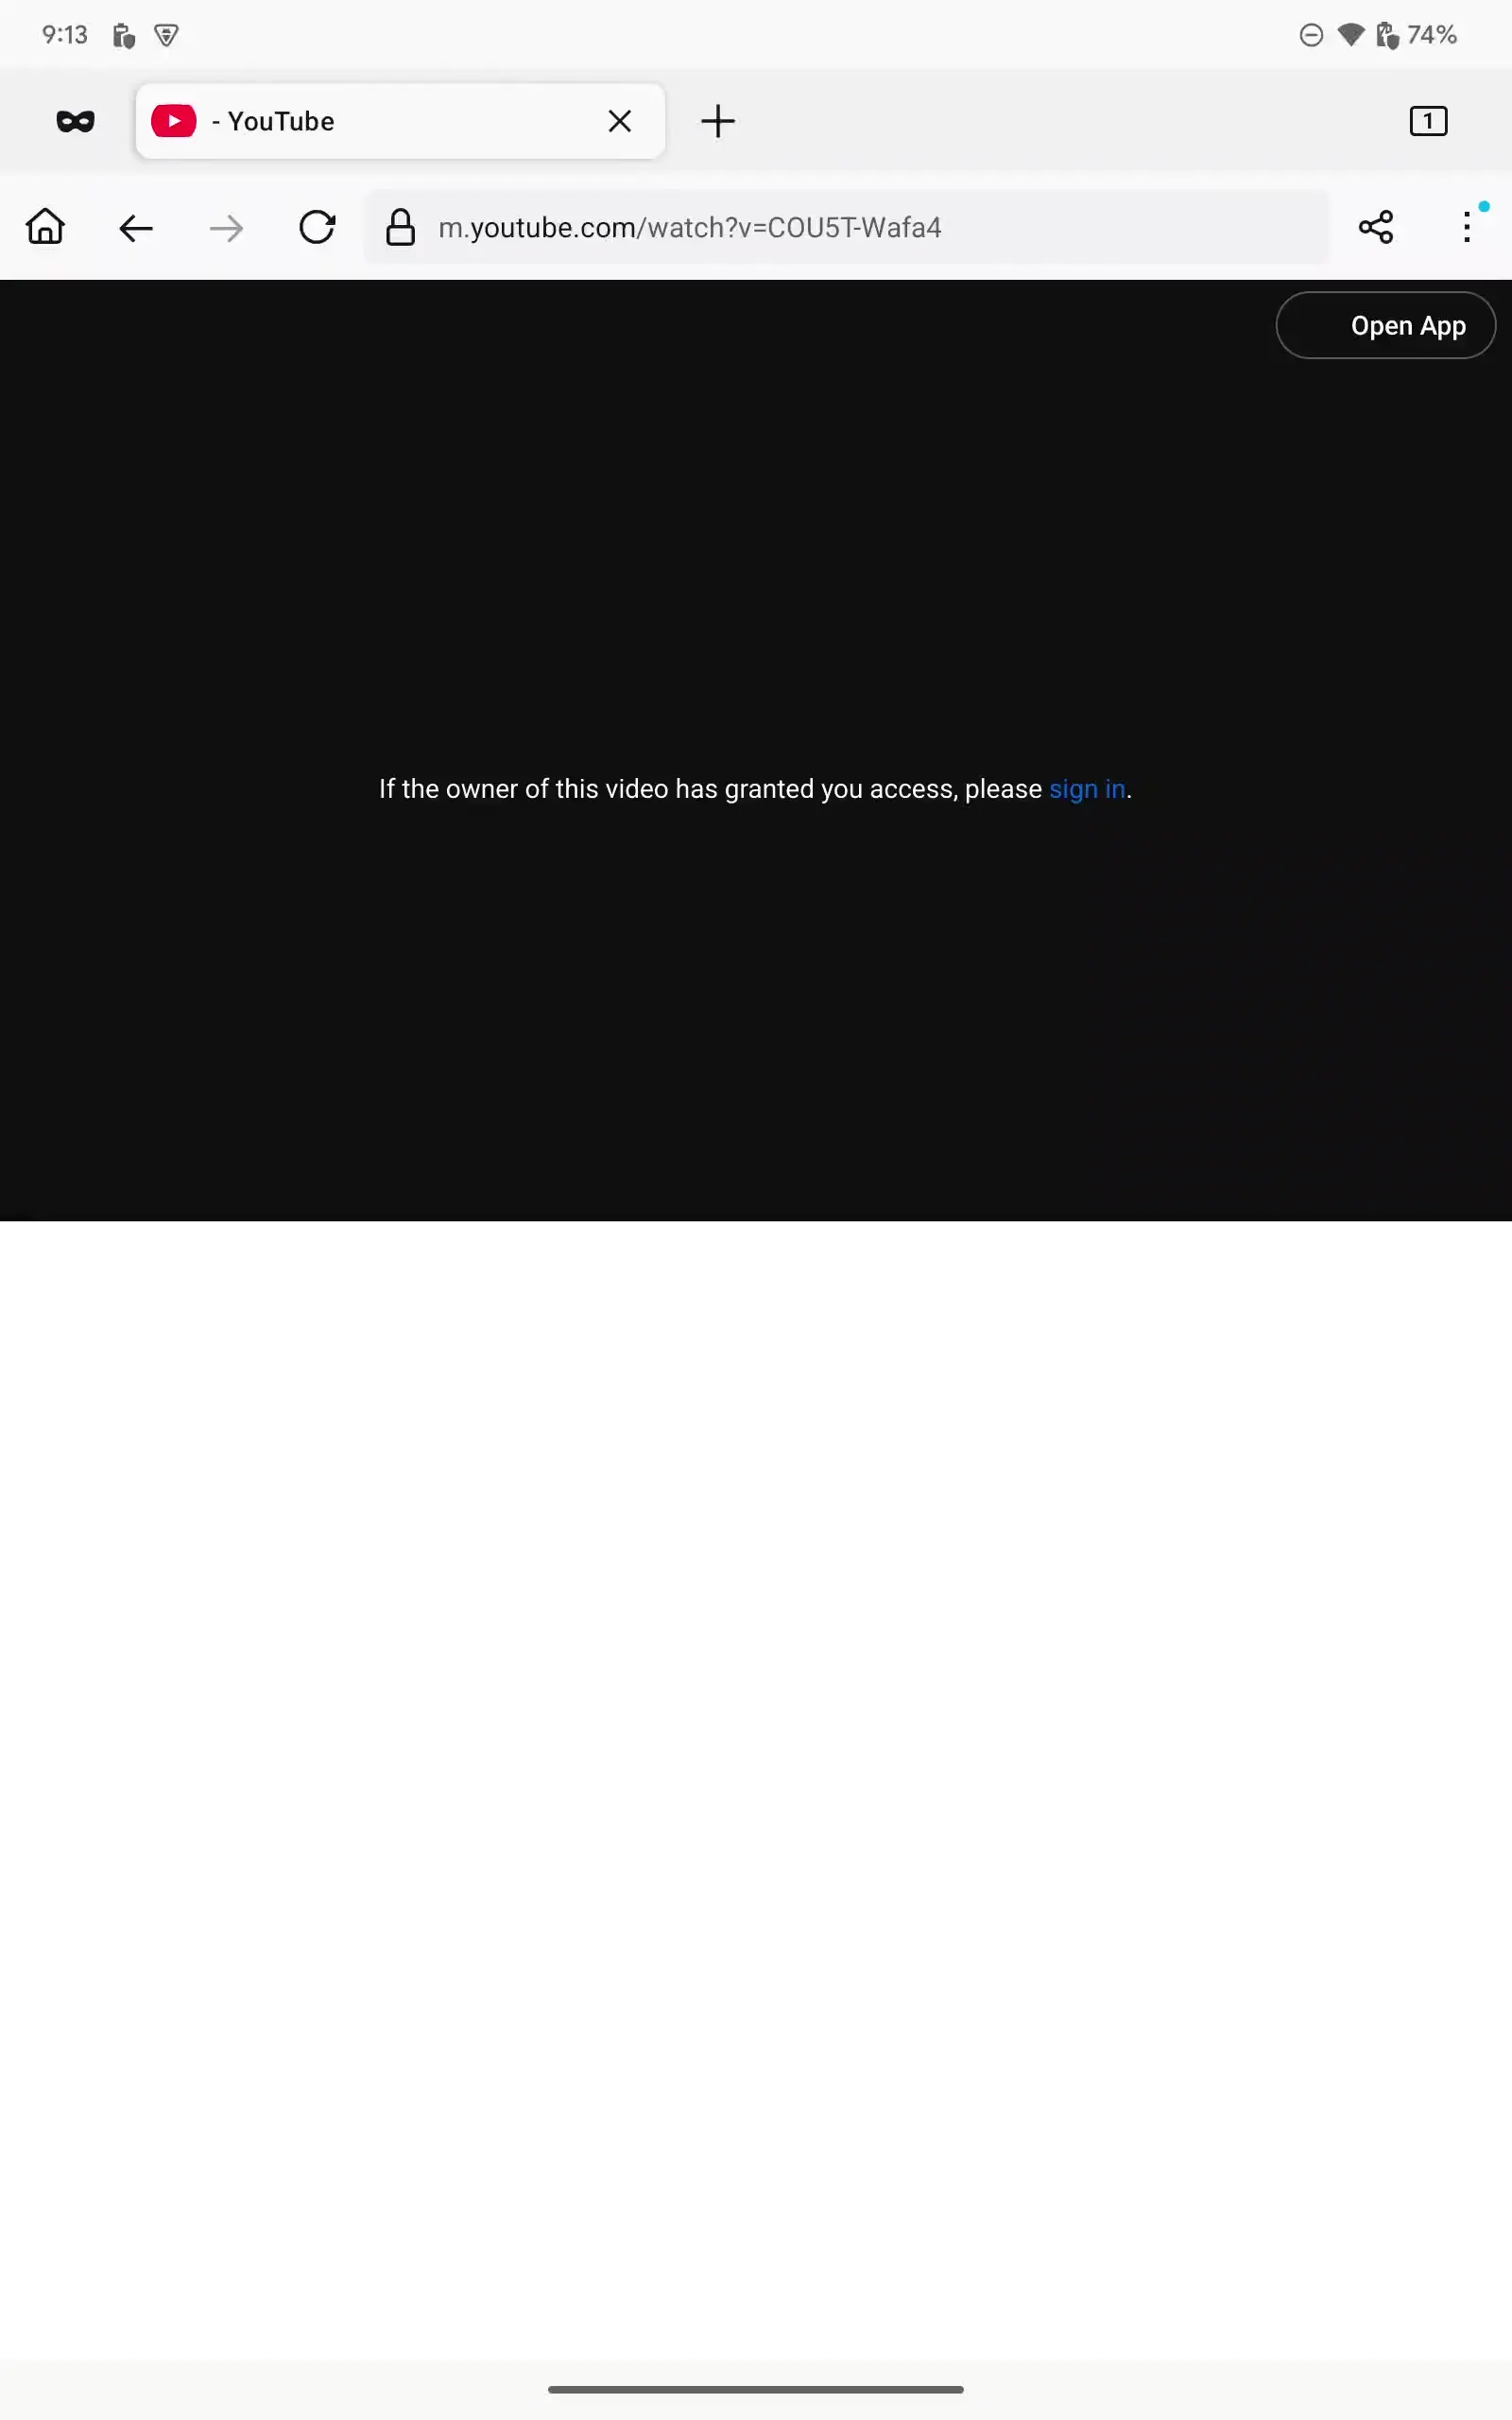 9:13
74%
- YouTube
1
m.youtube.com/watch?v=COU5T-Wafa4
Open App
If the owner of this video has granted you access, please sign in.